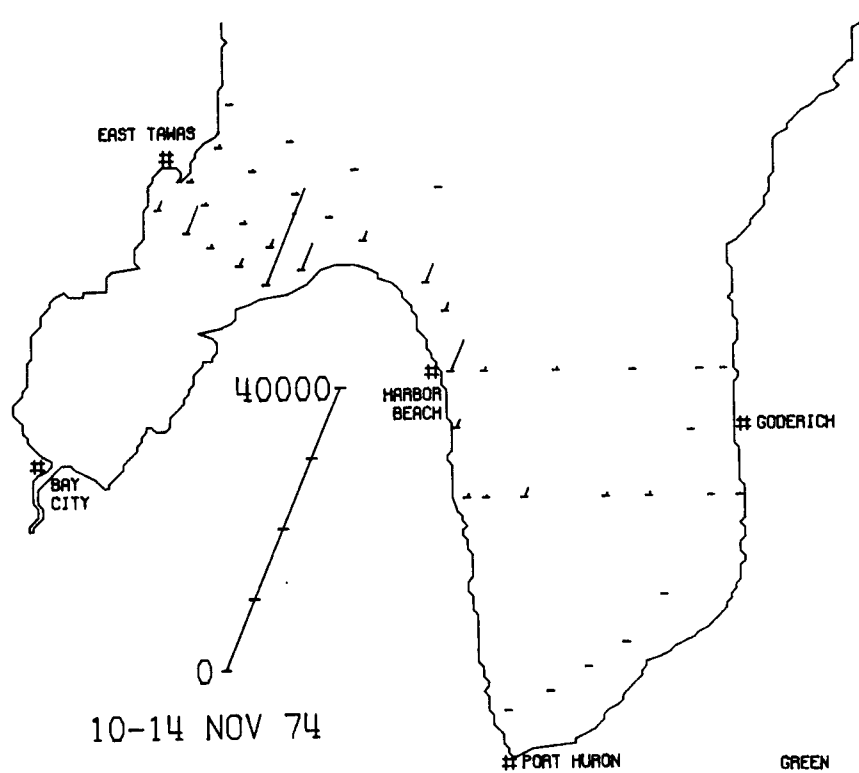 EAST TAWAS
40000
HARBOR
BEACH
# GODERICH
BAY
CITY
0
10-14 NOV 74
# PORT HURON
GREEN